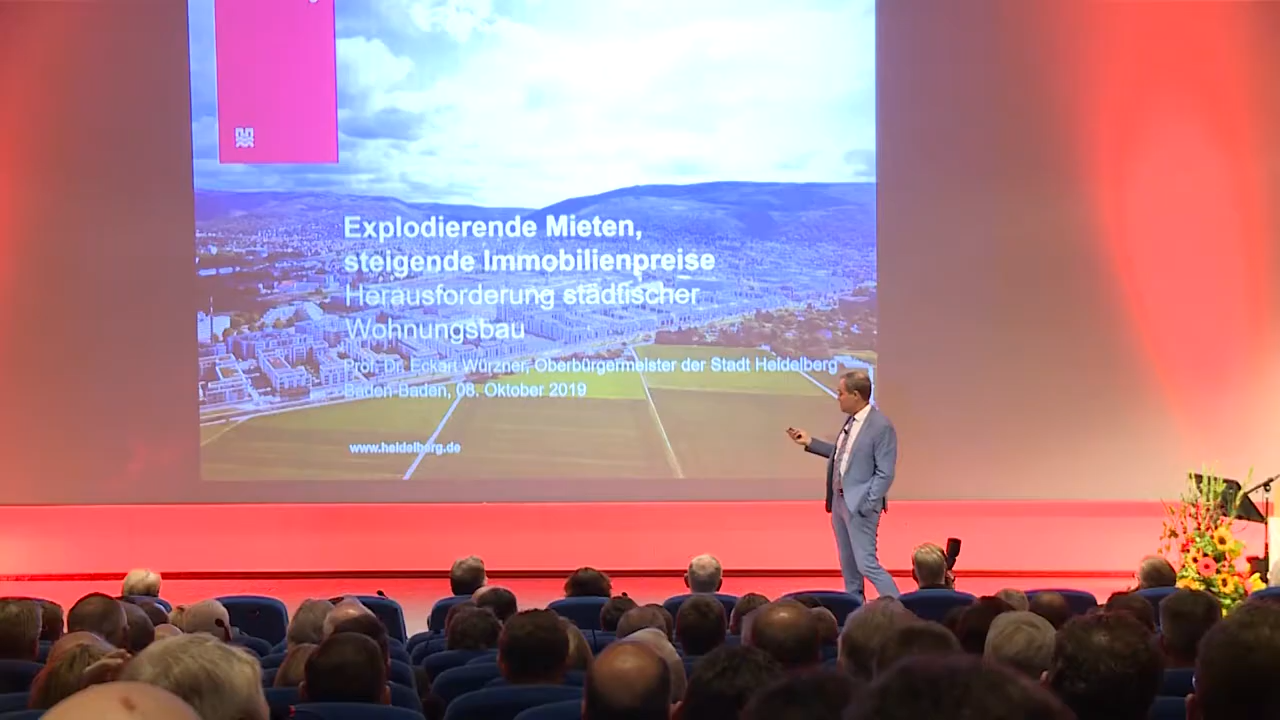 Explodierende Mieten,
steigende Immobilienpreise
Herausforderung städtischer
Wohnungsbau
Prof. Dr. Eckart Würzner, Oberbürgermeister der Stadt Heidelberg
Baden-Baden, 08. Oktober 2019
www.heidelberg.de